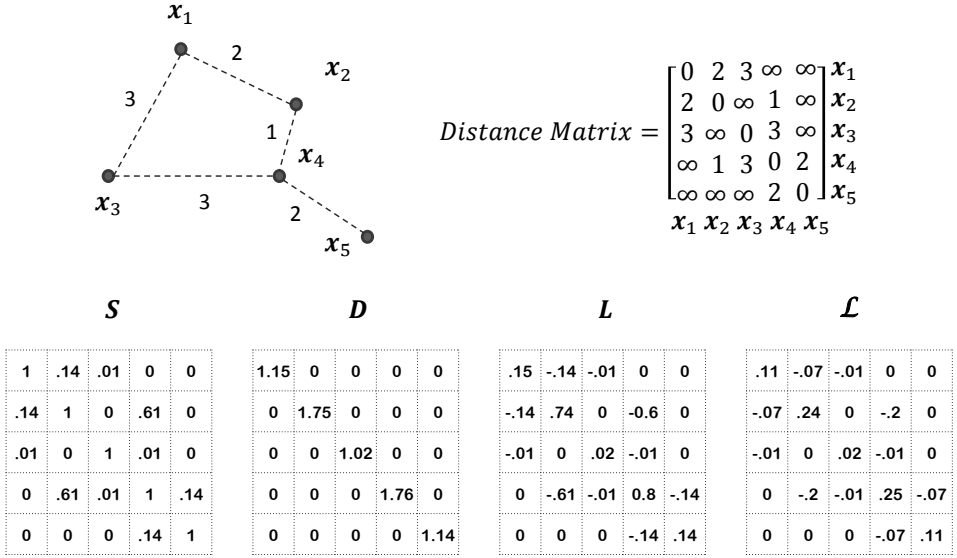 x₁
2
x₂
3
1
x₄
x₃
3
2
x₅
Distance Matrix =
0 2 3 ∞ ∞ x₁
2 0 ∞ 1 ∞ x₂
3 ∞ 0 3 ∞ x₃
∞ 1 3 0 2 x₄
∞ ∞ ∞ 2 0 x₅
x₁ x₂ x₃ x₄ x₅
S
1 .14 .01 0 0
.14 1 0 .61 0
.01 0 1 .01 0
0 .61 .01 1 .14
0 0 0 .14 1
D
1.15 0 0 0 0
0 1.75 0 0 0
0 0 1.02 0 0
0 0 0 1.76 0
0 0 0 0 1.14
L
.15 -.14 -.01 0 0
-.14 .74 0 -0.6 0
-.01 0 .02 -.01 0
0 -.61 -.01 0.8 -.14
0 0 0 -.14 .14
ℒ
.11 -.07 -.01 0 0
-.07 .24 0 -.2 0
-.01 0 .02 -.01 0
0 -.2 -.01 .25 -.07
0 0 0 -.07 .11